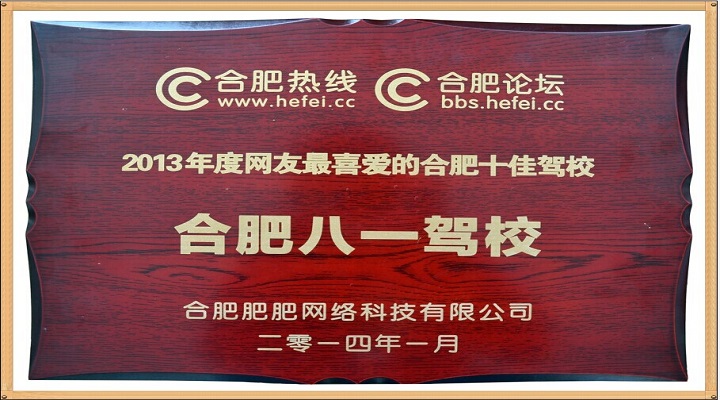 合肥热线 合肥论坛
www.hefei.cc bbs.hefei.cc
2013年度网友最喜爱的合肥十佳驾校
合肥八一驾校
合肥肥肥网络科技有限公司
二零一四年一月